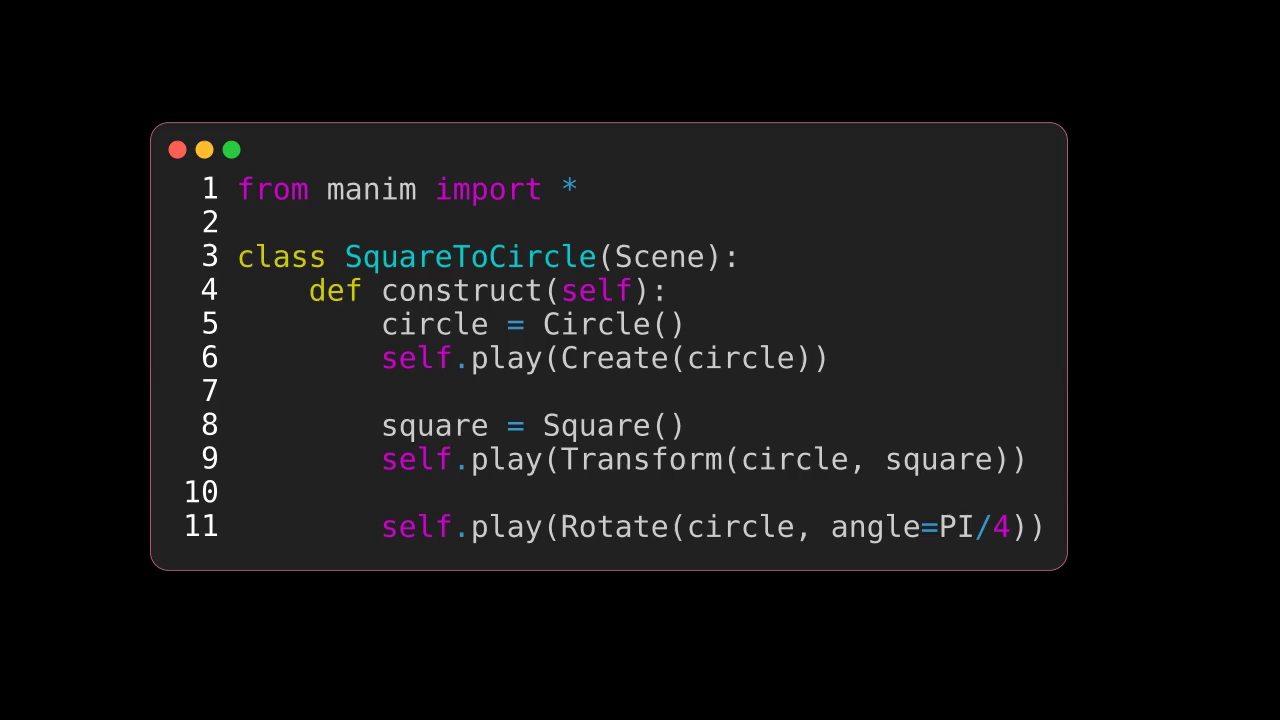 1 from manim import *
2
3 class SquareToCircle(Scene):
4     def construct(self):
5         circle = Circle()
6         self.play(Create(circle))
7
8         square = Square()
9         self.play(Transform(circle, square))
10
11         self.play(Rotate(circle, angle=PI/4))